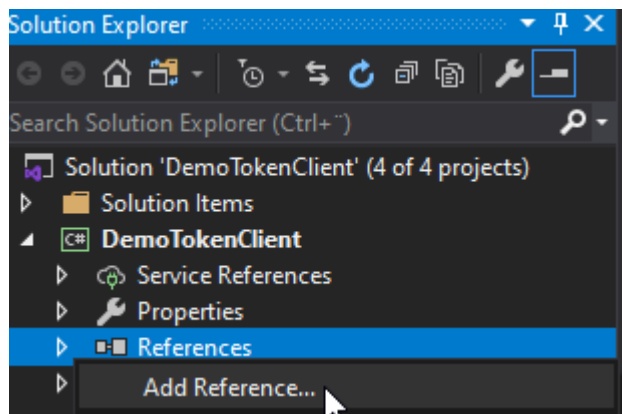 Solution Explorer
Search Solution Explorer (Ctrl+¨)
Solution 'DemoTokenClient' (4 of 4 projects)
Solution Items
C# DemoTokenClient
Service References
Properties
References
Add Reference...